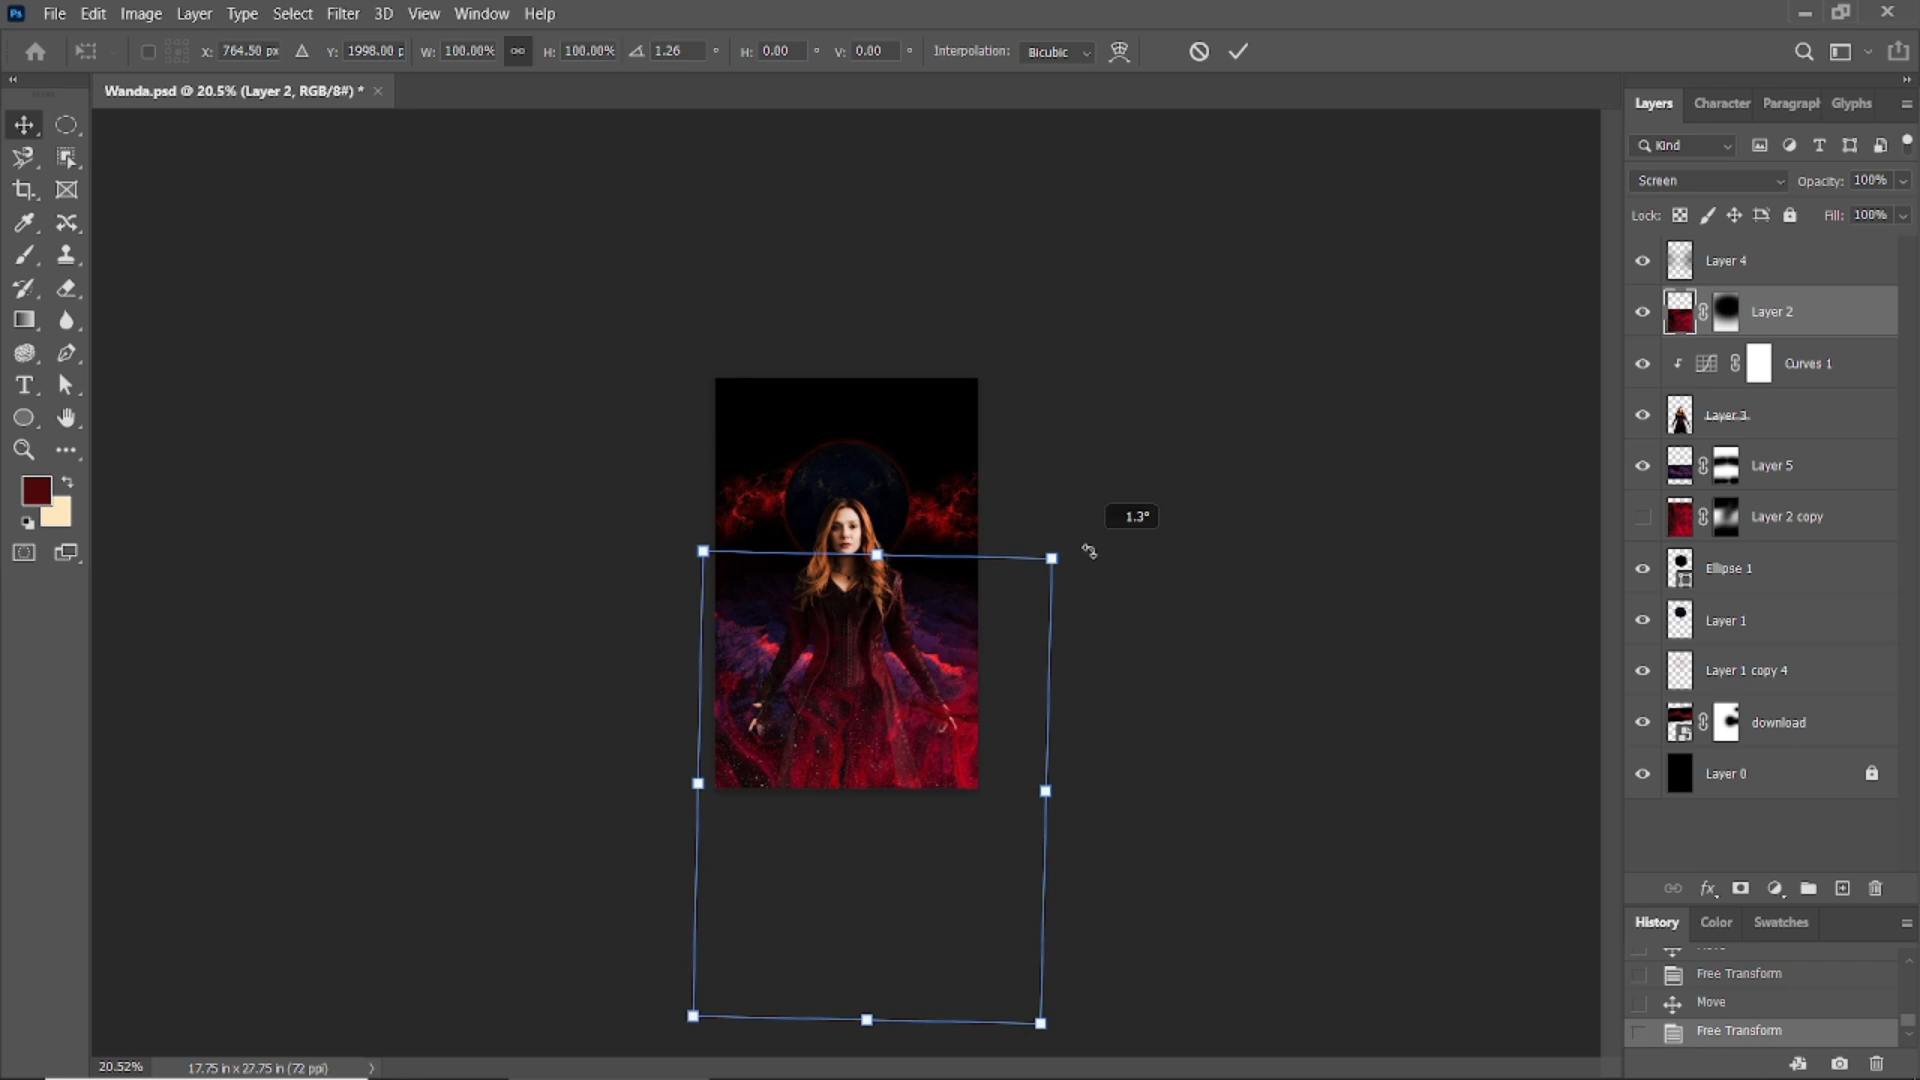 Ps File Edit Image Layer Type Select Filter 3D View Window Help
X: 764.50 px Y: 1998.00 p W: 100.00% H: 100.00% 1.26 ° H: 0.00 ° V: 0.00 ° Interpolation: Bicubic
Wanda.psd @ 20.5% (Layer 2, RGB/8#) * ×
Layers Character Paragraph Glyphs
Kind
Screen Opacity: 100%
Lock: Fill: 100%
Layer 4
Layer 2
Curves 1
Layer 3
Layer 5
Layer 2 copy
1.3°
Ellipse 1
Layer 1
Layer 1 copy 4
download
Layer 0
fx
History Color Swatches
Free Transform
Move
Free Transform
20.52% 17.75 in x 27.75 in (72 ppi)